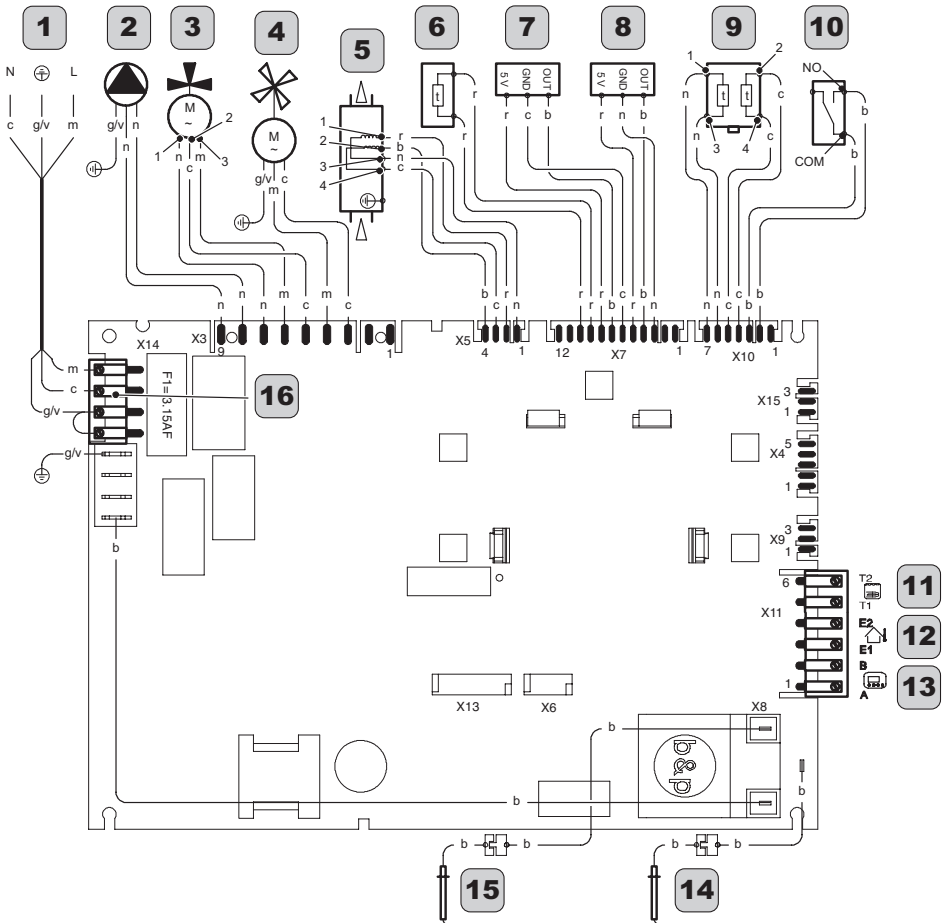 1 2 3 4 5 6 7 8 9 10
N L
c g/v m
g/v n
n
M
~
1 2
n m 3
c
M
~
g/v c
m
1 r
2 b
3 n
4 c
t
r
r
5 V GND OUT
r c b
5 V GND OUT
r n b
1 2
n t t c
n c
3 4
NO
b
COM b
n n n m c m c
b c r n
r r r b c r b n
n n c c b b
X14
X3
9 1
X5
4 1
12 X7 1
7 X10 1
m
c
g/v
g/v
b
F1=3.15AF
16
3
X15
1
5
X4
1
3
X9
1
6
X11
1
T2
T1
11
E2
E1
12
B
A
13
X13 X6 X8
b
d&d
b
b
b b
b b
15 14